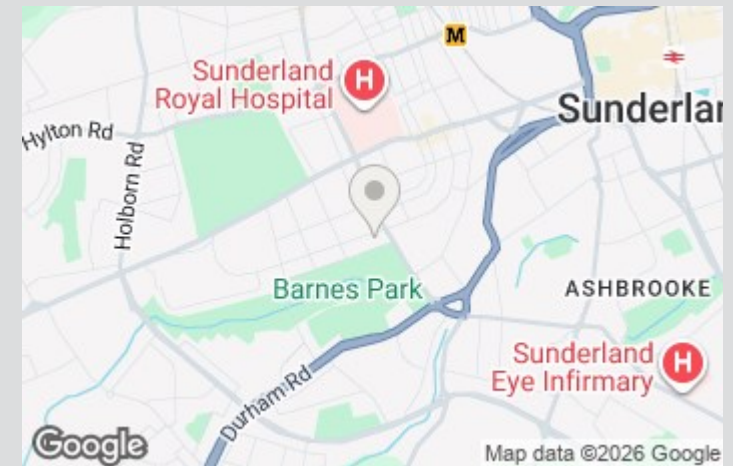 M
Sunderland
Royal Hospital
H
Sunderlan
Hylton Rd
Holborn Rd
Barnes Park
ASHBROOKE
Sunderland
Eye Infirmary
H
Durham Rd
Google
Map data ©2026 Google